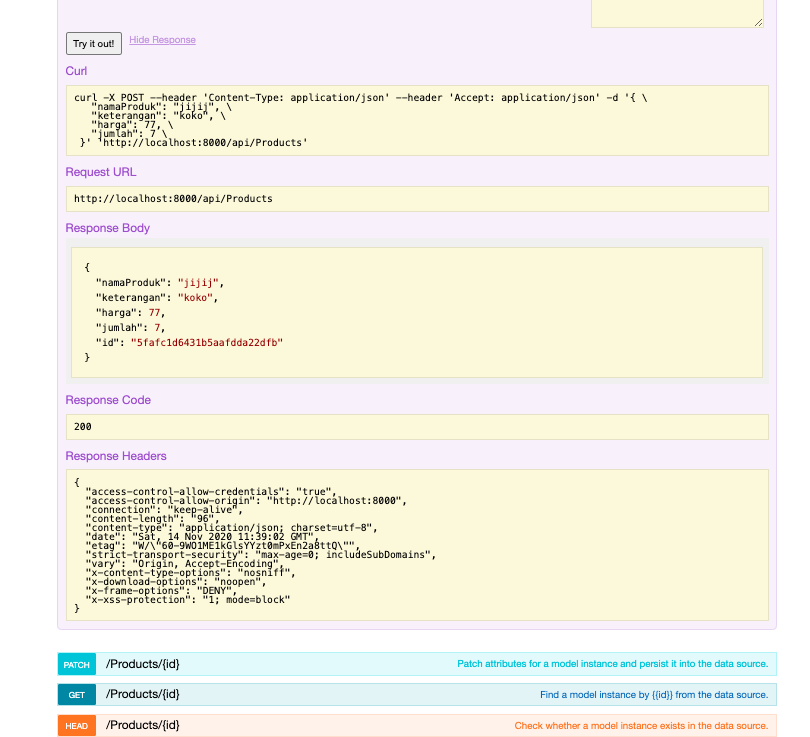 Try it out!
Hide Response
Curl
curl -X POST --header 'Content-Type: application/json' --header 'Accept: application/json' -d '{ \
"namaProduk": "jijij", \
"keterangan": "koko", \
"harga": 77, \
"jumlah": 7 \
}' 'http://localhost:8000/api/Products'
Request URL
http://localhost:8000/api/Products
Response Body
{
"namaProduk": "jijij",
"keterangan": "koko",
"harga": 77,
"jumlah": 7,
"id": "5fafc1d6431b5aafdda22dfb"
}
Response Code
200
Response Headers
{
"access-control-allow-credentials": "true",
"access-control-allow-origin": "http://localhost:8000",
"connection": "keep-alive",
"content-length": "96",
"content-type": "application/json; charset=utf-8",
"date": "Sat, 14 Nov 2020 11:39:02 GMT",
"etag": "W/\"60-9WO1ME1kGlsYYzt0mPxEn2a8ttQ\"",
"strict-transport-security": "max-age=0; includeSubDomains",
"vary": "Origin, Accept-Encoding",
"x-content-type-options": "nosniff",
"x-download-options": "noopen",
"x-frame-options": "DENY",
"x-xss-protection": "1; mode=block"
}
PATCH /Products/{id} Patch attributes for a model instance and persist it into the data source.
GET /Products/{id} Find a model instance by {{id}} from the data source.
HEAD /Products/{id} Check whether a model instance exists in the data source.